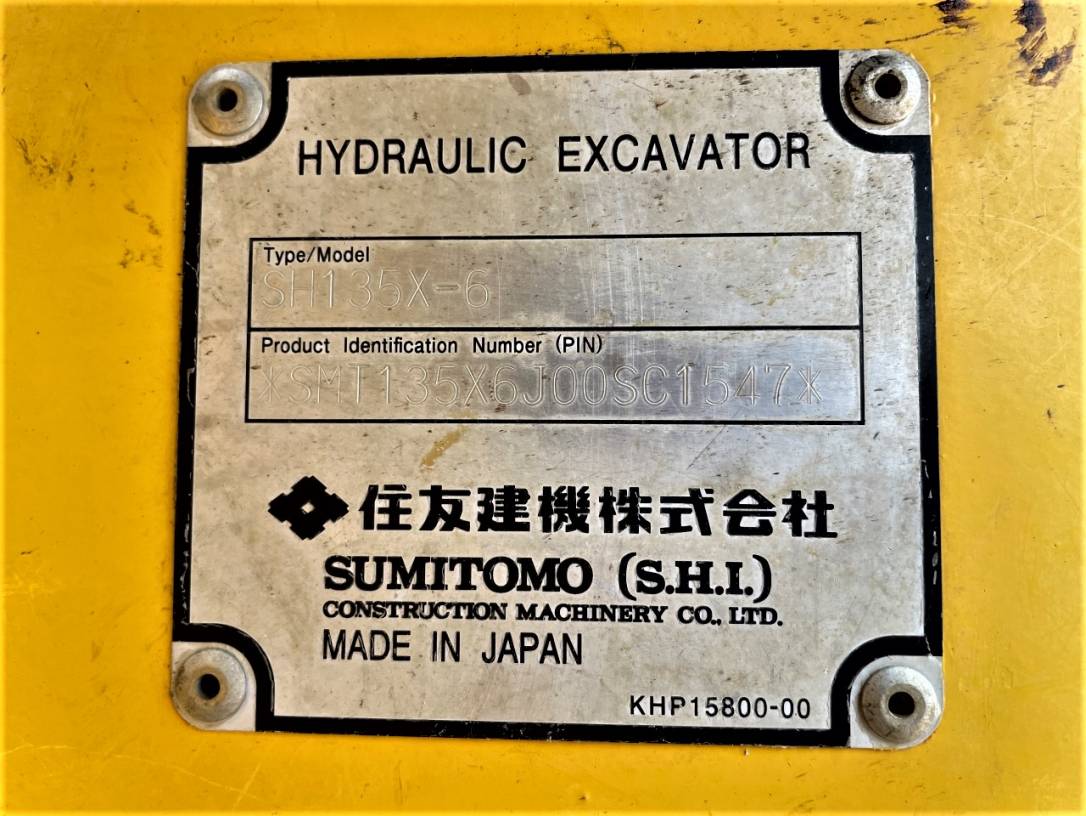 HYDRAULIC EXCAVATOR
Type/Model
SH135X-6
Product Identification Number (PIN)
*SMT135X6J00SC1547*
住友建機株式会社
SUMITOMO (S.H.I.)
CONSTRUCTION MACHINERY CO., LTD.
MADE IN JAPAN
KHP15800-00